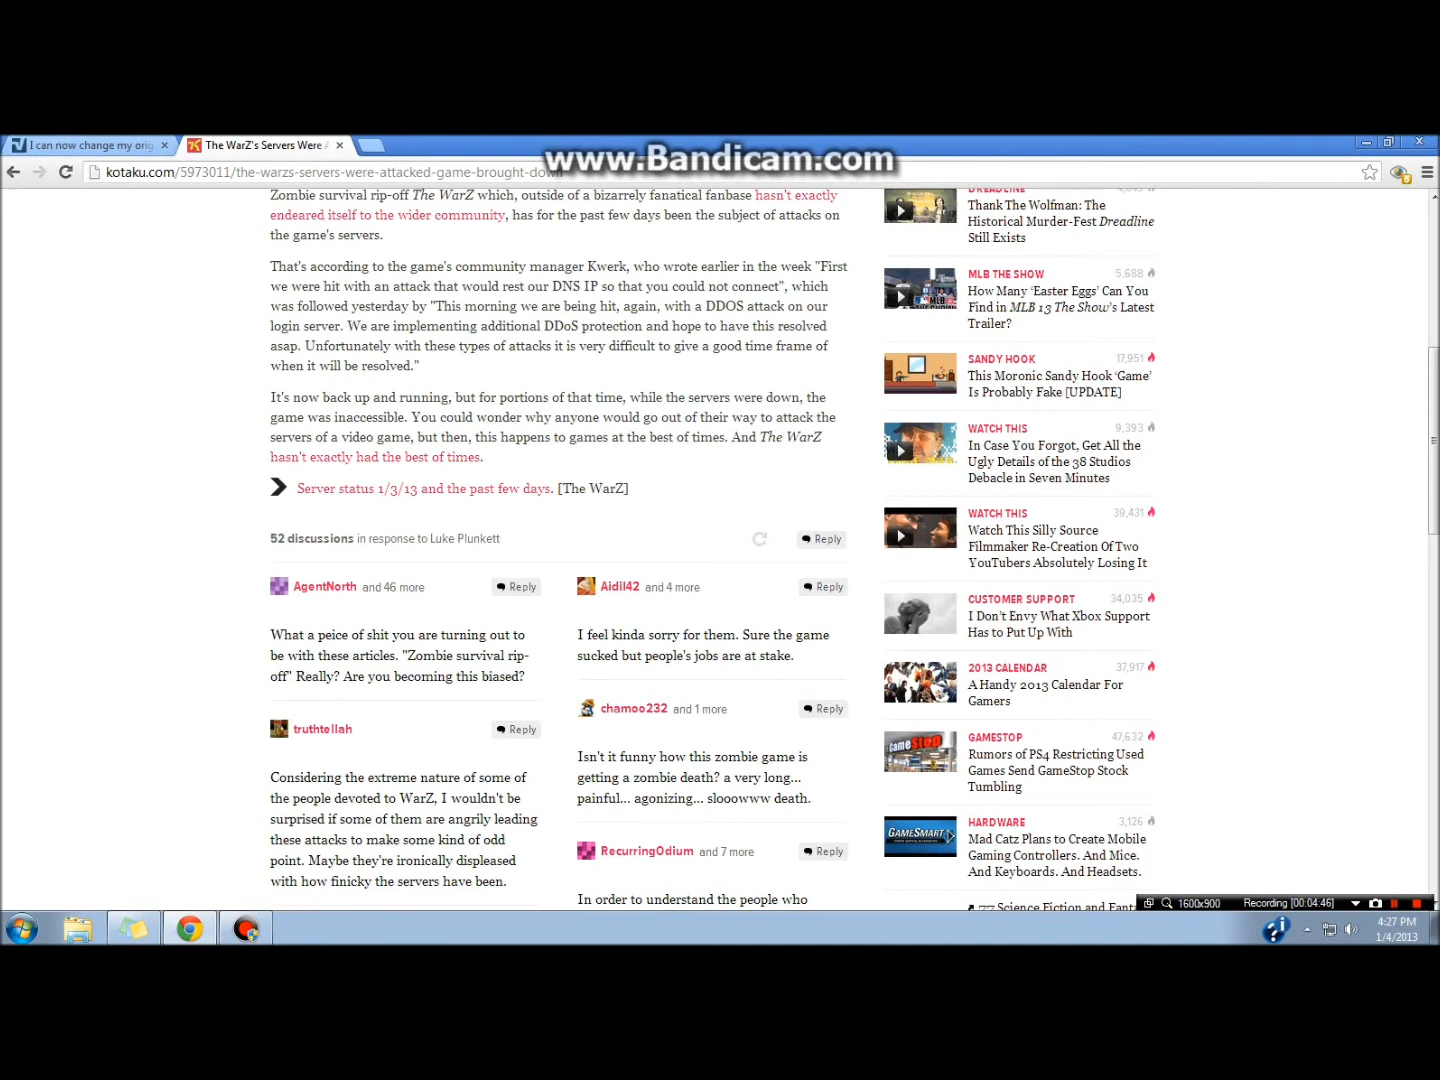 I can now change my orig
The WarZ's Servers Were A
www.Bandicam.com
kotaku.com/5973011/the-warzs-servers-were-attacked-game-brought-down
Zombie survival rip-off The WarZ which, outside of a bizarrely fanatical fanbase hasn't exactly
endeared itself to the wider community, has for the past few days been the subject of attacks on
the game's servers.
That's according to the game's community manager Kwerk, who wrote earlier in the week "First
we were hit with an attack that would rest our DNS IP so that you could not connect", which
was followed yesterday by "This morning we are being hit, again, with a DDOS attack on our
login server. We are implementing additional DDoS protection and hope to have this resolved
asap. Unfortunately with these types of attacks it is very difficult to give a good time frame of
when it will be resolved."
It's now back up and running, but for portions of that time, while the servers were down, the
game was inaccessible. You could wonder why anyone would go out of their way to attack the
servers of a video game, but then, this happens to games at the best of times. And The WarZ
hasn't exactly had the best of times.
Server status 1/3/13 and the past few days. [The WarZ]
52 discussions in response to Luke Plunkett
Reply
AgentNorth and 46 more
Reply
What a peice of shit you are turning out to
be with these articles. "Zombie survival rip-
off" Really? Are you becoming this biased?
truthtellah
Reply
Considering the extreme nature of some of
the people devoted to WarZ, I wouldn't be
surprised if some of them are angrily leading
these attacks to make some kind of odd
point. Maybe they're ironically displeased
with how finicky the servers have been.
Aidil42 and 4 more
Reply
I feel kinda sorry for them. Sure the game
sucked but people's jobs are at stake.
chamoo232 and 1 more
Reply
Isn't it funny how this zombie game is
getting a zombie death? a very long...
painful... agonizing... slooowww death.
RecurringOdium and 7 more
Reply
In order to understand the people who
DREADLINE
Thank The Wolfman: The
Historical Murder-Fest Dreadline
Still Exists
MLB THE SHOW 5,688
How Many 'Easter Eggs' Can You
Find in MLB 13 The Show's Latest
Trailer?
SANDY HOOK 17,951
This Moronic Sandy Hook 'Game'
Is Probably Fake [UPDATE]
WATCH THIS 9,393
In Case You Forgot, Get All the
Ugly Details of the 38 Studios
Debacle in Seven Minutes
WATCH THIS 39,431
Watch This Silly Source
Filmmaker Re-Creation Of Two
YouTubers Absolutely Losing It
CUSTOMER SUPPORT 34,035
I Don't Envy What Xbox Support
Has to Put Up With
2013 CALENDAR 37,917
A Handy 2013 Calendar For
Gamers
GameStop
GAMESTOP 47,632
Rumors of PS4 Restricting Used
Games Send GameStop Stock
Tumbling
GAMESMART
HARDWARE 3,126
Mad Catz Plans to Create Mobile
Gaming Controllers. And Mice.
And Keyboards. And Headsets.
77 Science Fiction and Fanta
1600x900
Recording [00:04:46]
4:27 PM
1/4/2013